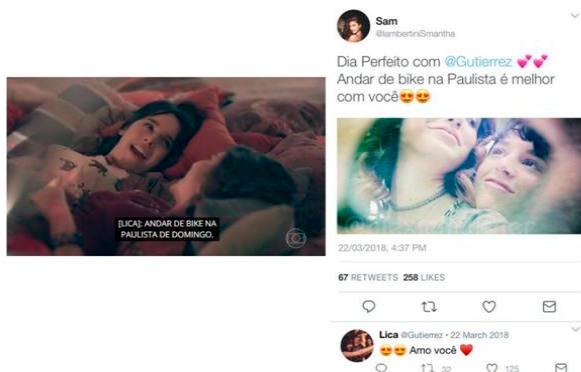 [LICA]: ANDAR DE BIKE NA
PAULISTA DE DOMINGO.
Sam
@lambertiniSmantha
Dia Perfeito com @Gutierrez 💕💕
Andar de bike na Paulista é melhor
com você😍😍
22/03/2018, 4:37 PM
67 RETWEETS 258 LIKES
Lica @Gutierrez · 22 March 2018
😍😍 Amo você ❤️
32 125